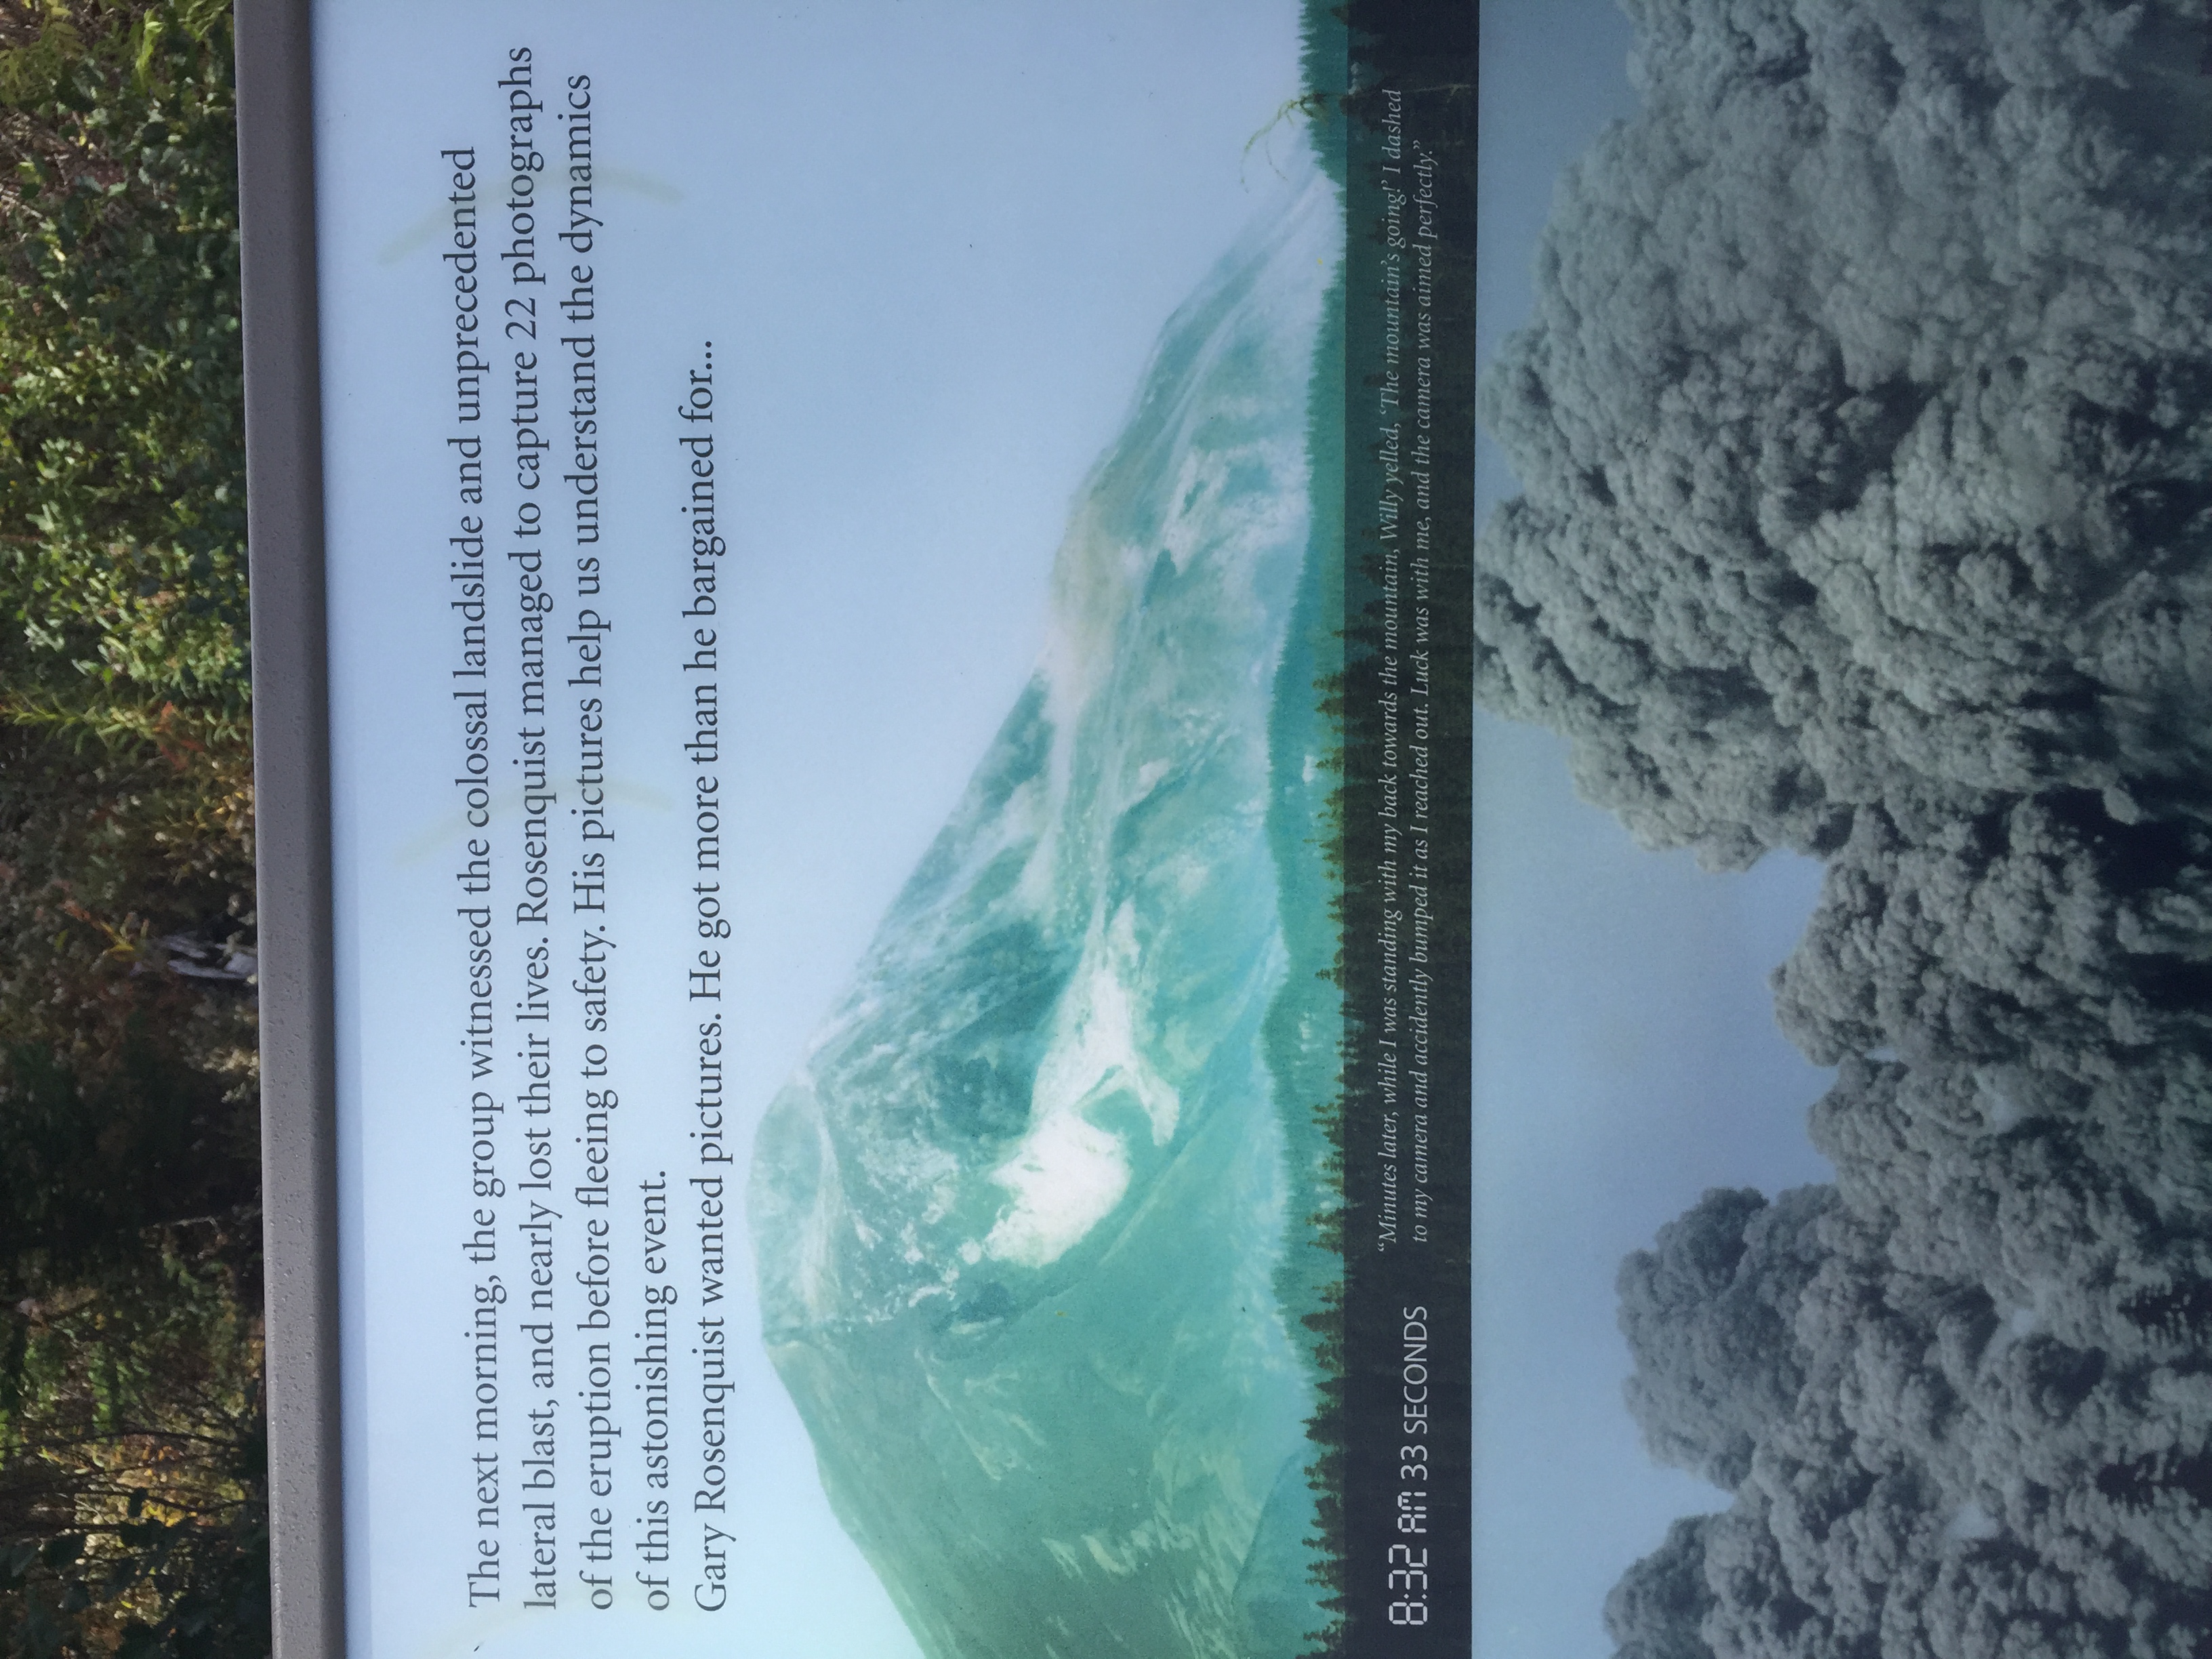 The next morning, the group witnessed the colossal landslide and unprecedented
lateral blast, and nearly lost their lives. Rosenquist managed to capture 22 photographs
of the eruption before fleeing to safety. His pictures help us understand the dynamics
of this astonishing event.
Gary Rosenquist wanted pictures. He got more than he bargained for...
8:32 AM 33 SECONDS
“Minutes later, while I was standing with my back towards the mountain, Willy yelled, ‘The mountain’s going!’ I dashed
to my camera and accidently bumped it as I reached out. Luck was with me, and the camera was aimed perfectly.”